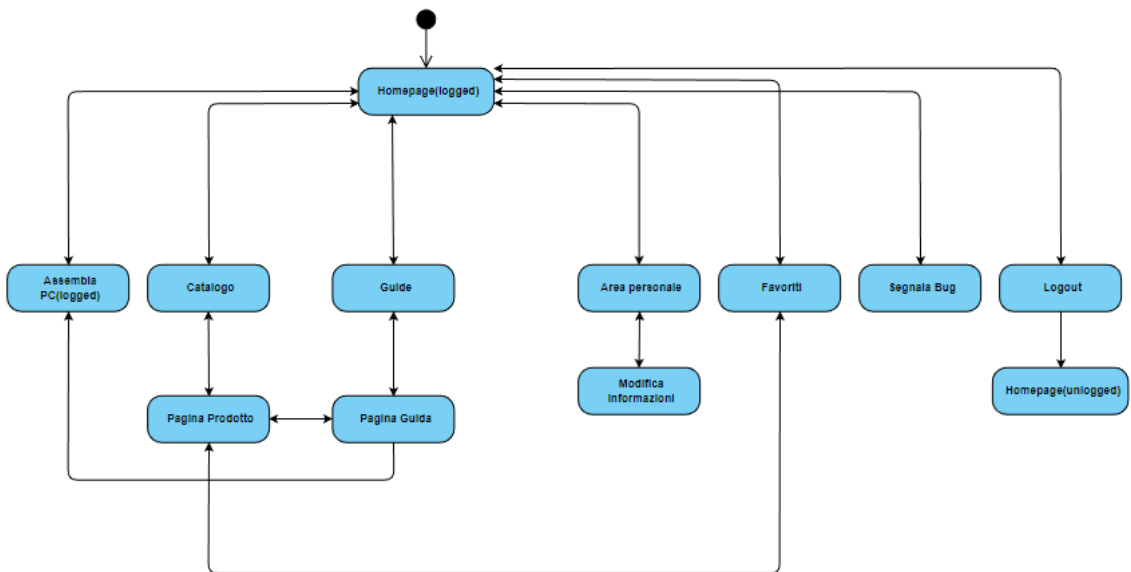 Homepage(logged)
Assembla
PC(logged)
Catalogo
Guide
Area personale
Favoriti
Segnala Bug
Logout
Modifica
Informazioni
Homepage(unlogged)
Pagina Prodotto
Pagina Guida